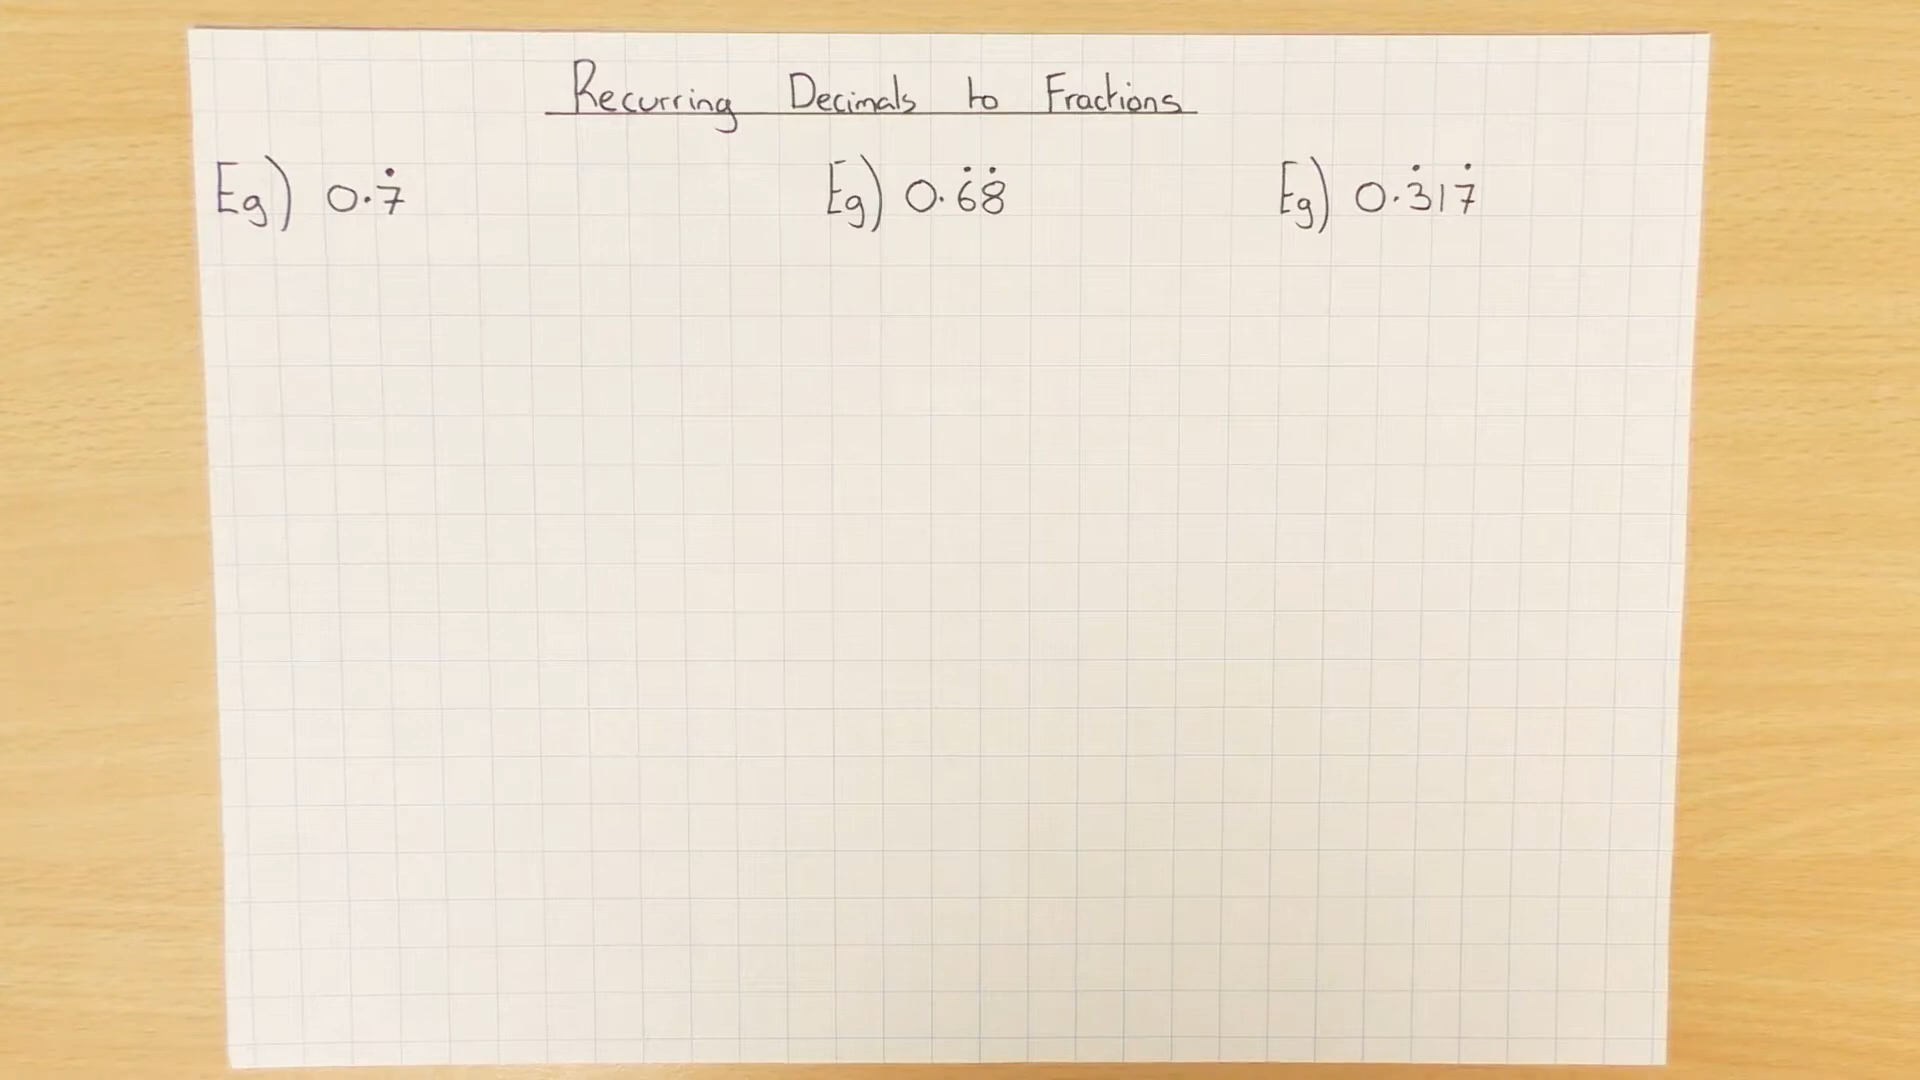 Recurring Decimals to Fractions
Eg) 0.7̇
Eg) 0.6̇8̇
Eg) 0.3̇17̇